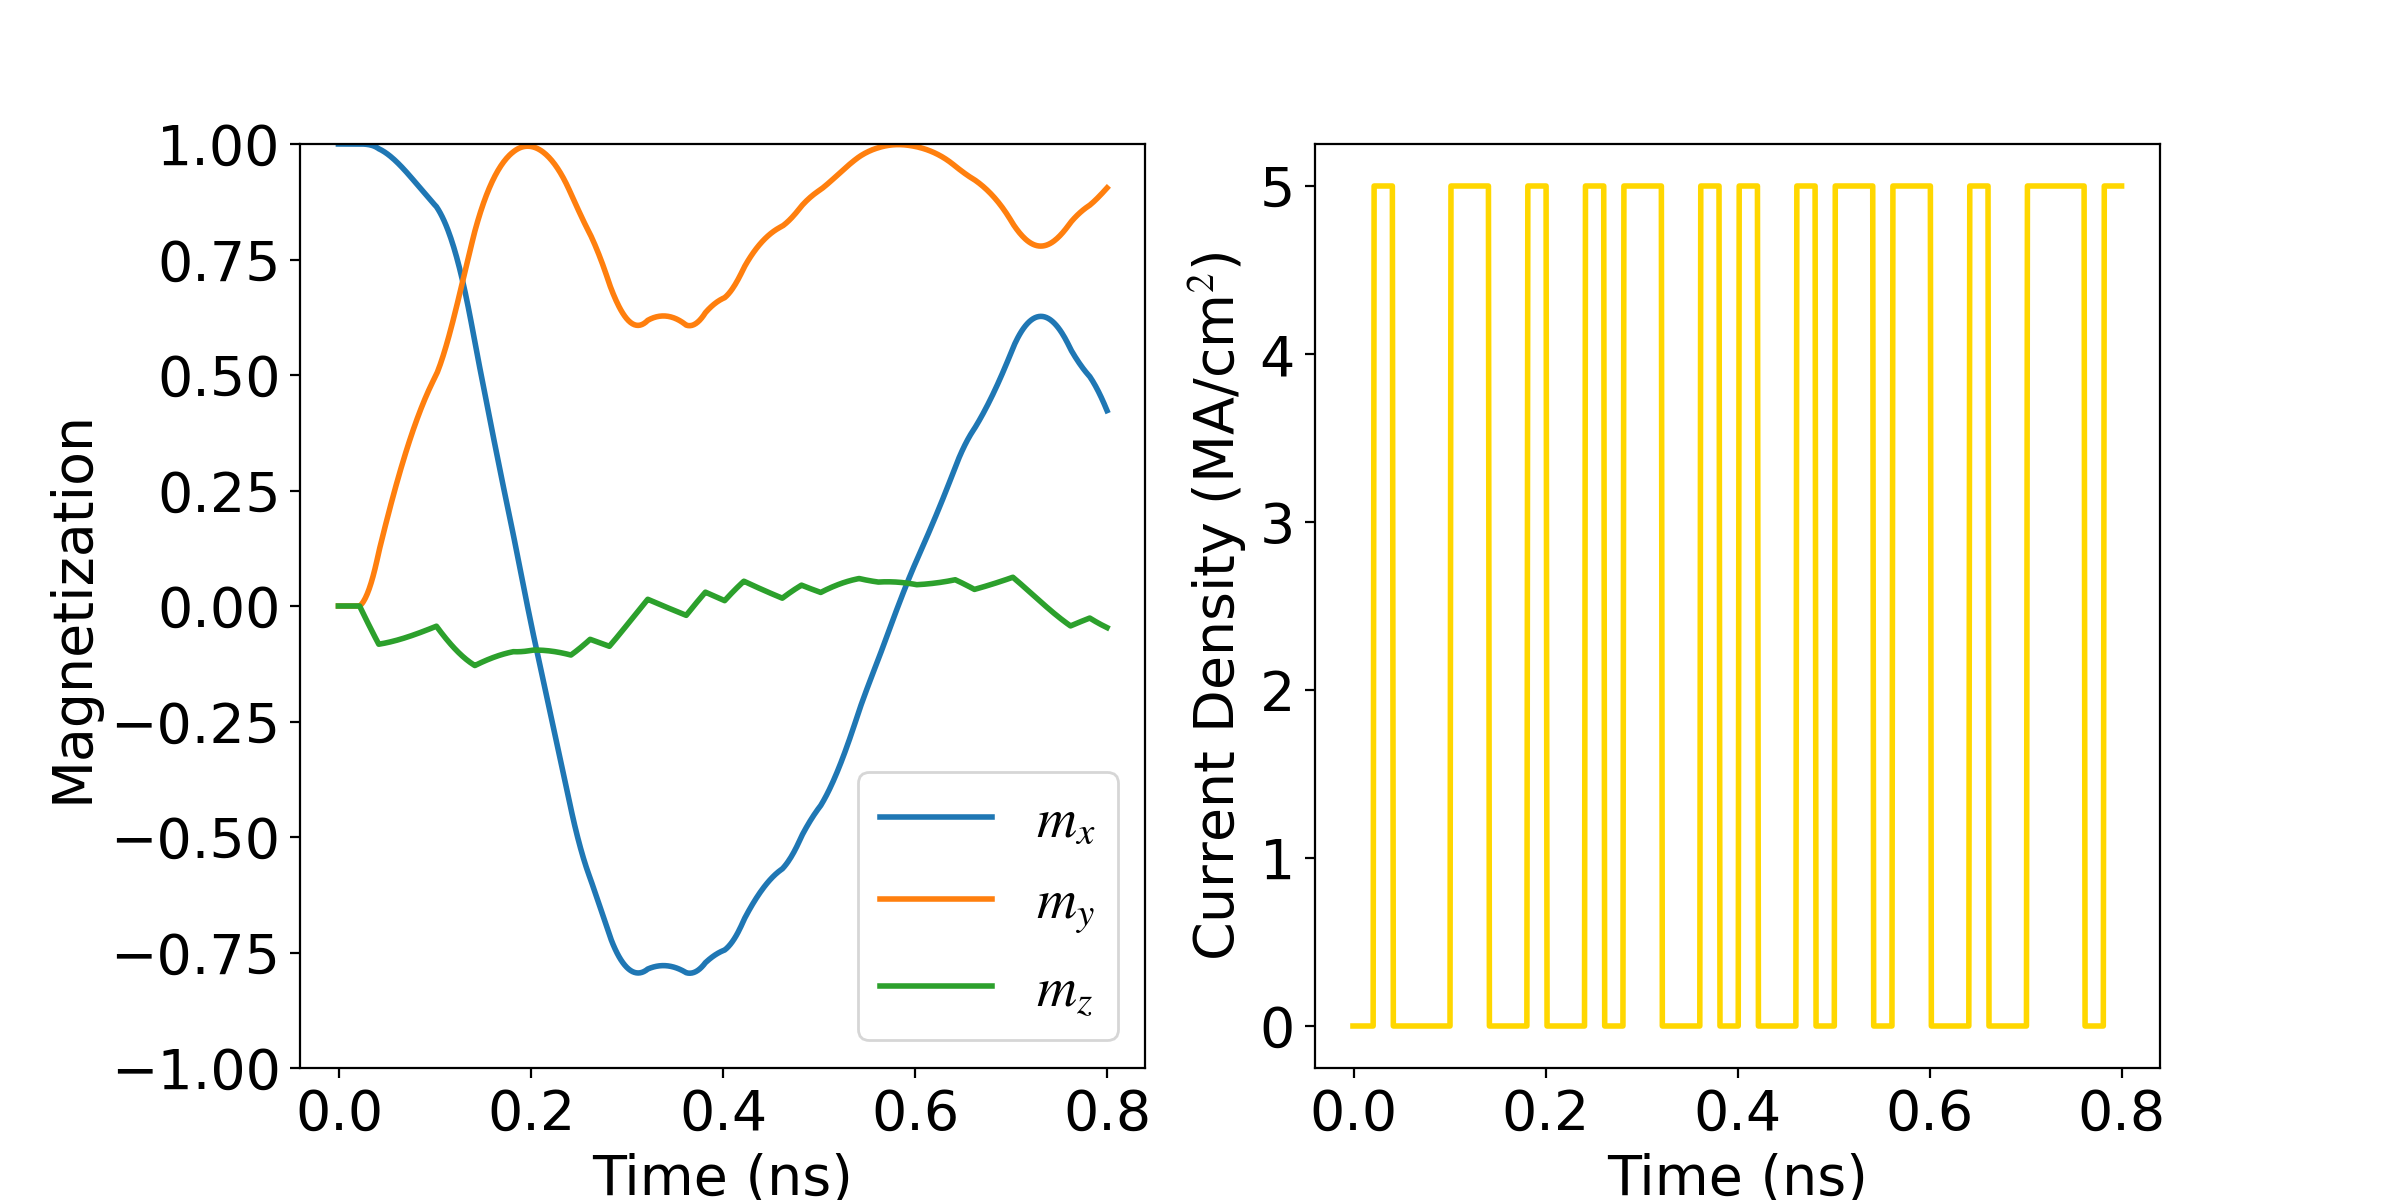 Magnetization
1.00
0.75
0.50
0.25
0.00
−0.25
−0.50
−0.75
−1.00
0.0 0.2 0.4 0.6 0.8
Time (ns)
m_x
m_y
m_z
Current Density (MA/cm²)
5
4
3
2
1
0
0.0 0.2 0.4 0.6 0.8
Time (ns)